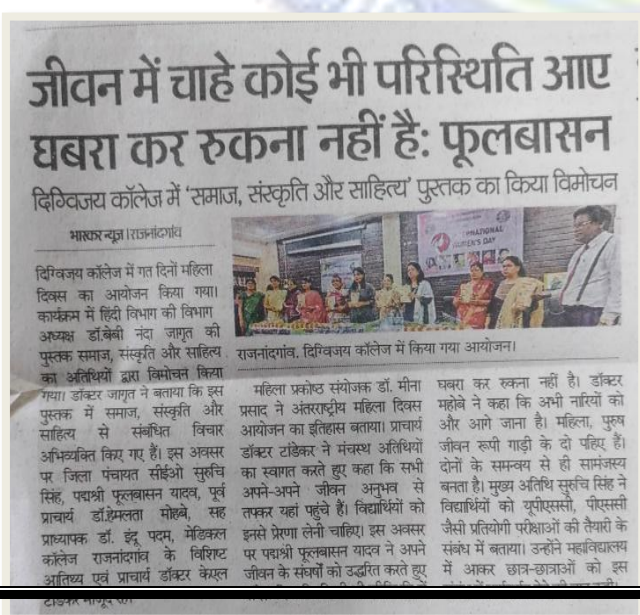 जीवन में चाहे कोई भी परिस्थिति आए
घबरा कर रुकना नहीं है: फूलबासन
दिग्विजय कॉलेज में 'समाज, संस्कृति और साहित्य' पुस्तक का किया विमोचन
भास्कर न्यूज।राजनांदगांव
दिग्विजय कॉलेज में गत दिनों महिला
दिवस का आयोजन किया गया।
कार्यक्रम में हिंदी विभाग की विभाग
अध्यक्ष डॉ.बेबी नंदा जागृत की
पुस्तक समाज, संस्कृति और साहित्य
का अतिथियों द्वारा विमोचन किया
गया। डॉक्टर जागृत ने बताया कि इस
पुस्तक में समाज, संस्कृति और
साहित्य से संबंधित विचार
अभिव्यक्त किए गए हैं। इस अवसर
पर जिला पंचायत सीईओ सुरुचि
सिंह, पद्मश्री फूलबासन यादव, पूर्व
प्राचार्य डॉ.हेमलता मोहबे, सह
प्राध्यापक डॉ. इंदू पदम, मेडिकल
कॉलेज राजनांदगांव के विशिष्ट
आतिथ्य एवं प्राचार्य डॉक्टर केएल
टांडेकर मौजूद रहे।
NATIONAL
WOMEN'S DAY
राजनांदगांव. दिग्विजय कॉलेज में किया गया आयोजन।
महिला प्रकोष्ठ संयोजक डॉ. मीना
प्रसाद ने अंतरराष्ट्रीय महिला दिवस
आयोजन का इतिहास बताया। प्राचार्य
डॉक्टर टांडेकर ने मंचस्थ अतिथियों
का स्वागत करते हुए कहा कि सभी
अपने-अपने जीवन अनुभव से
तपकर यहां पहुंचे हैं। विद्यार्थियों को
इनसे प्रेरणा लेनी चाहिए। इस अवसर
पर पद्मश्री फूलबासन यादव ने अपने
जीवन के संघर्षों को उद्धरित करते हुए
घबरा कर रुकना नहीं है। डॉक्टर
महोबे ने कहा कि अभी नारियों को
और आगे जाना है। महिला, पुरुष
जीवन रूपी गाड़ी के दो पहिए हैं।
दोनों के समन्वय से ही सामंजस्य
बनता है। मुख्य अतिथि सुरुचि सिंह ने
विद्यार्थियों को यूपीएससी, पीएससी
जैसी प्रतियोगी परीक्षाओं की तैयारी के
संबंध में बताया। उन्होंने महाविद्यालय
में आकर छात्र-छात्राओं को इस